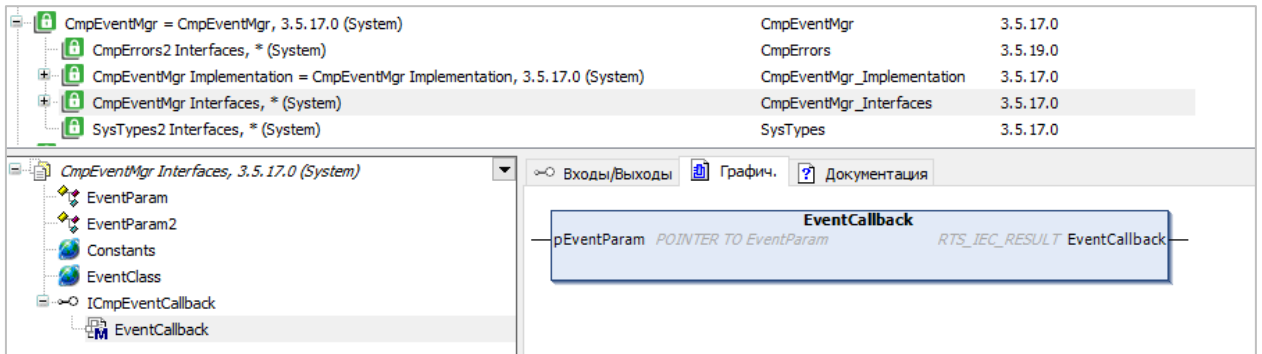 CmpEventMgr = CmpEventMgr, 3.5.17.0 (System) CmpEventMgr 3.5.17.0
CmpErrors2 Interfaces, * (System) CmpErrors 3.5.19.0
CmpEventMgr Implementation = CmpEventMgr Implementation, 3.5.17.0 (System) CmpEventMgr_Implementation 3.5.17.0
CmpEventMgr Interfaces, * (System) CmpEventMgr_Interfaces 3.5.17.0
SysTypes2 Interfaces, * (System) SysTypes 3.5.17.0
CmpEventMgr Interfaces, 3.5.17.0 (System)
EventParam
EventParam2
Constants
EventClass
ICmpEventCallback
EventCallback
Входы/Выходы Графич. Документация
EventCallback
pEventParam POINTER TO EventParam RTS_IEC_RESULT EventCallback